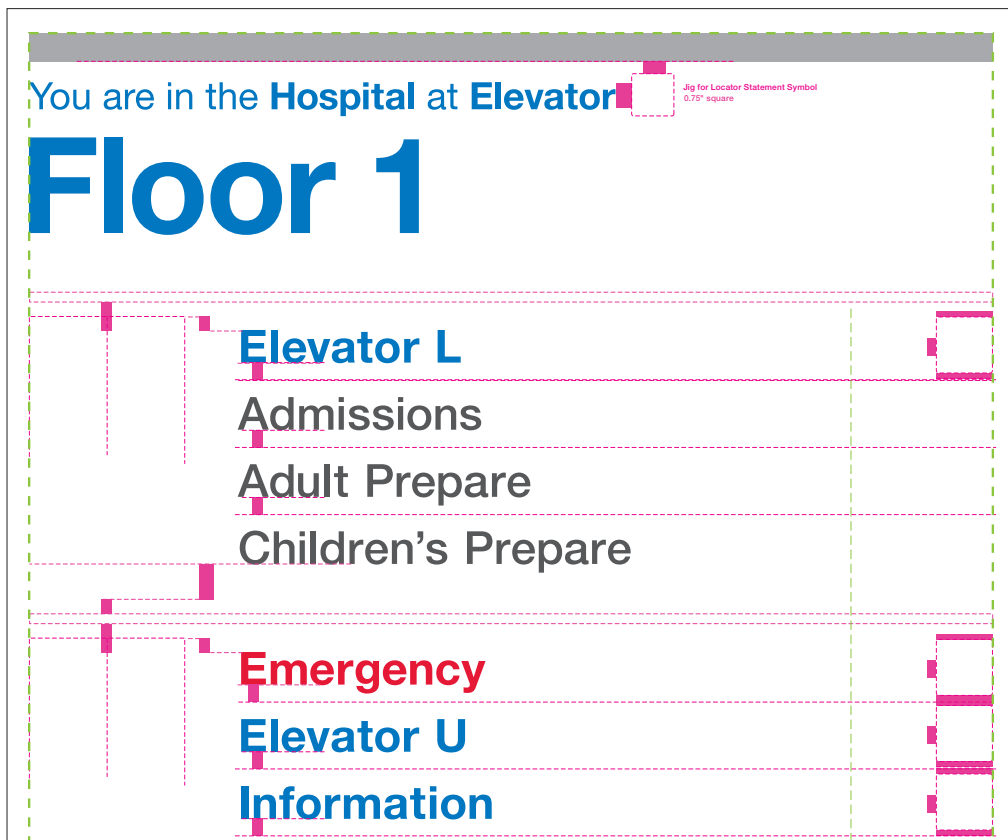 You are in the Hospital at Elevator
Jig for Locator Statement Symbol
0.75" square
Floor 1
Elevator L
Admissions
Adult Prepare
Children’s Prepare
Emergency
Elevator U
Information